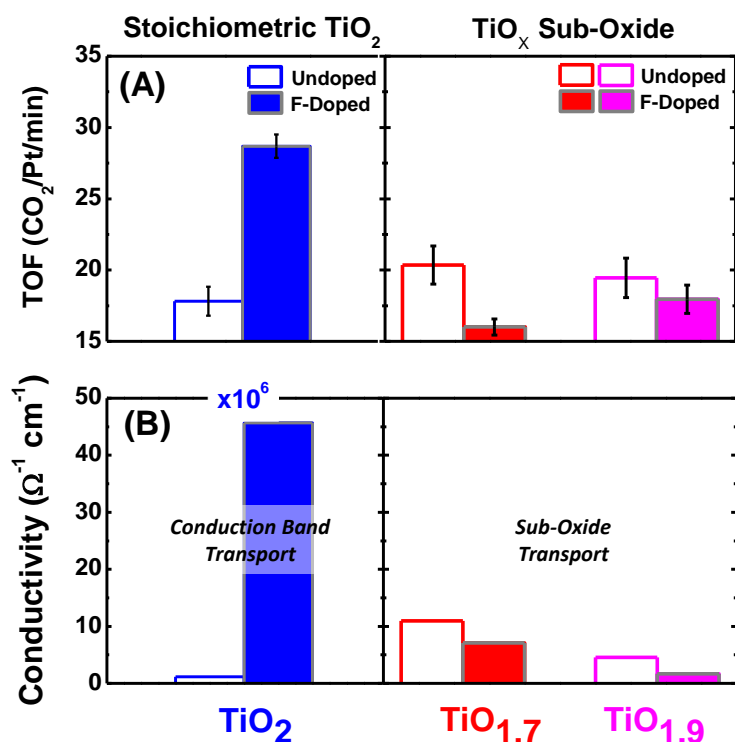 Stoichiometric TiO₂
TiOₓ Sub-Oxide
(A)
Undoped
F-Doped
Undoped
F-Doped
TOF (CO₂/Pt/min)
35
30
25
20
15
(B)
x10⁶
Conductivity (Ω⁻¹ cm⁻¹)
50
40
30
20
10
0
Conduction Band
Transport
Sub-Oxide
Transport
TiO₂
TiO₁.₇
TiO₁.₉